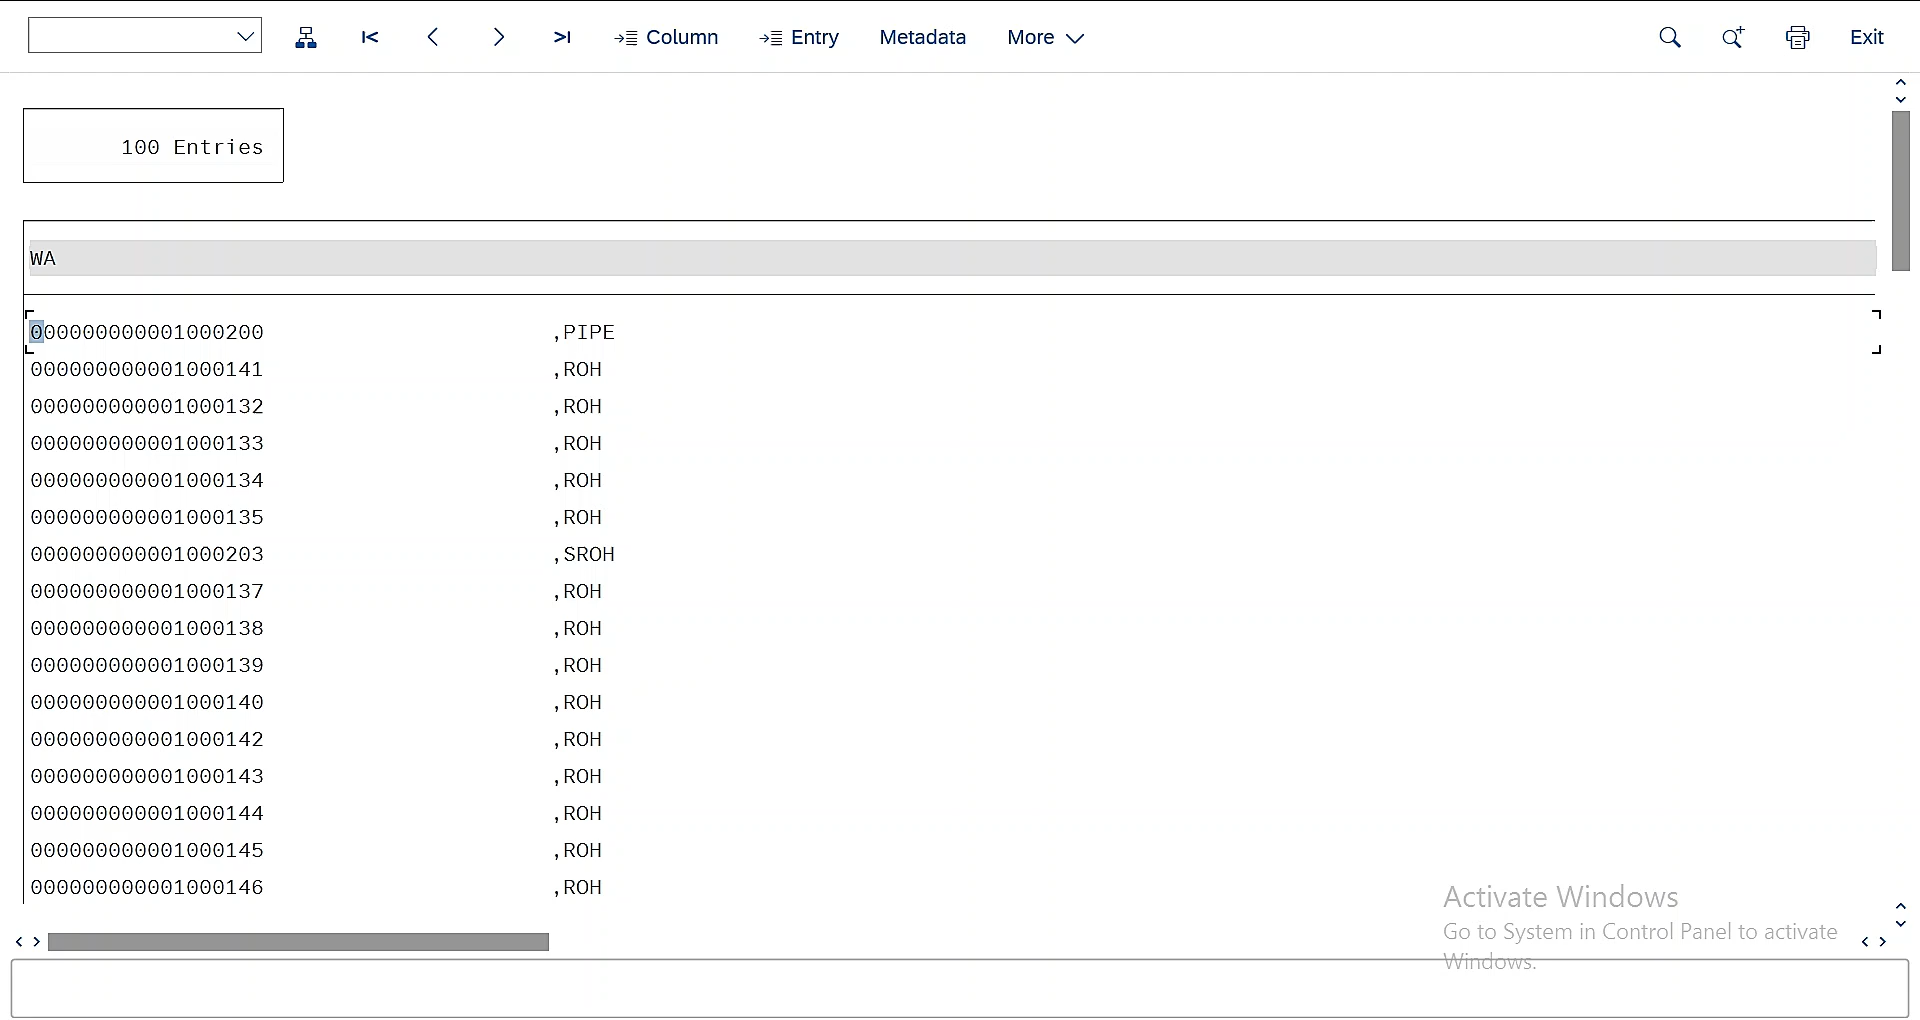 Column Entry Metadata More Exit
100 Entries
WA
000000000001000200 ,PIPE
000000000001000141 ,ROH
000000000001000132 ,ROH
000000000001000133 ,ROH
000000000001000134 ,ROH
000000000001000135 ,ROH
000000000001000203 ,SROH
000000000001000137 ,ROH
000000000001000138 ,ROH
000000000001000139 ,ROH
000000000001000140 ,ROH
000000000001000142 ,ROH
000000000001000143 ,ROH
000000000001000144 ,ROH
000000000001000145 ,ROH
000000000001000146 ,ROH
Activate Windows
Go to System in Control Panel to activate
Windows.